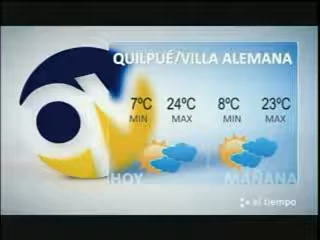 QUILPUÉ/VILLA ALEMANA
7ºC 24ºC 8ºC 23ºC
MIN MAX MIN MAX
HOY MAÑANA
el tiempo